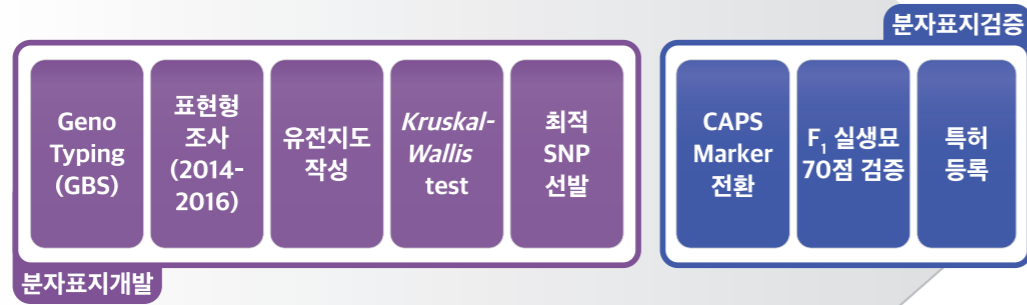 분자표지검증
Geno
Typing
(GBS)
표현형
조사
(2014-
2016)
유전지도
작성
Kruskal-
Wallis
test
최적
SNP
선발
CAPS
Marker
전환
F₁ 실생묘
70점 검증
특허
등록
분자표지개발